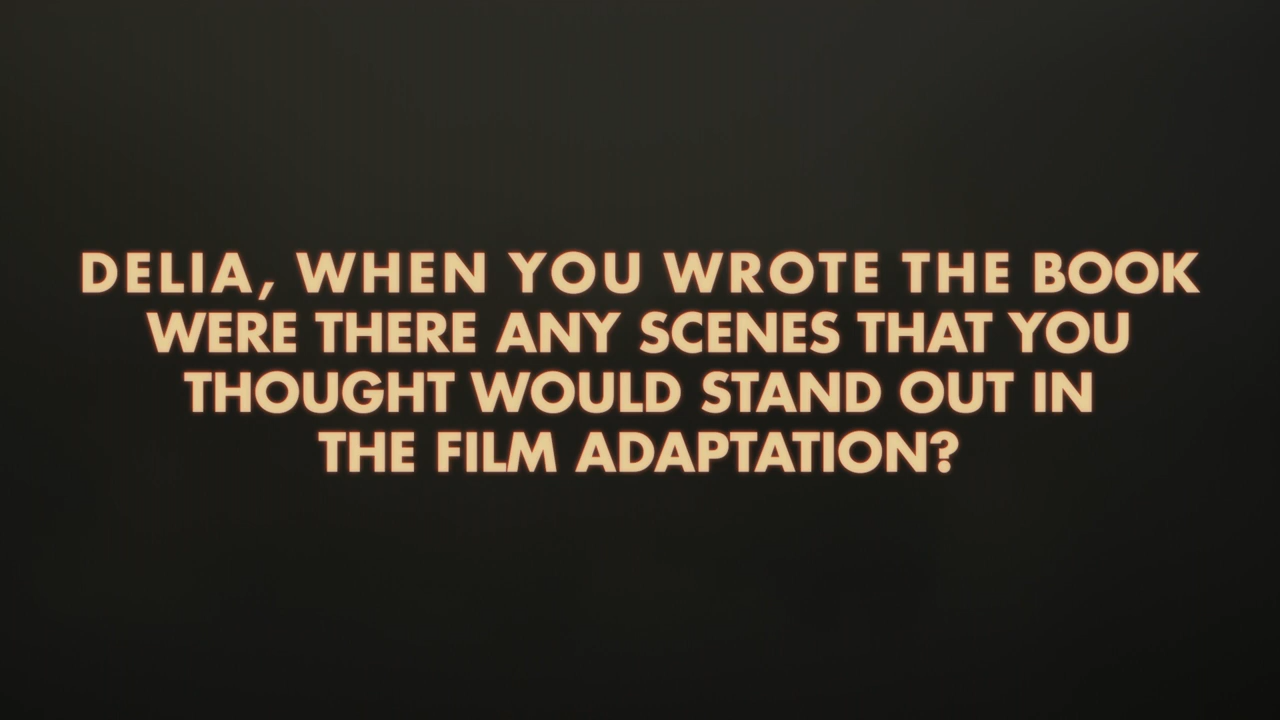 DELIA, WHEN YOU WROTE THE BOOK
WERE THERE ANY SCENES THAT YOU
THOUGHT WOULD STAND OUT IN
THE FILM ADAPTATION?